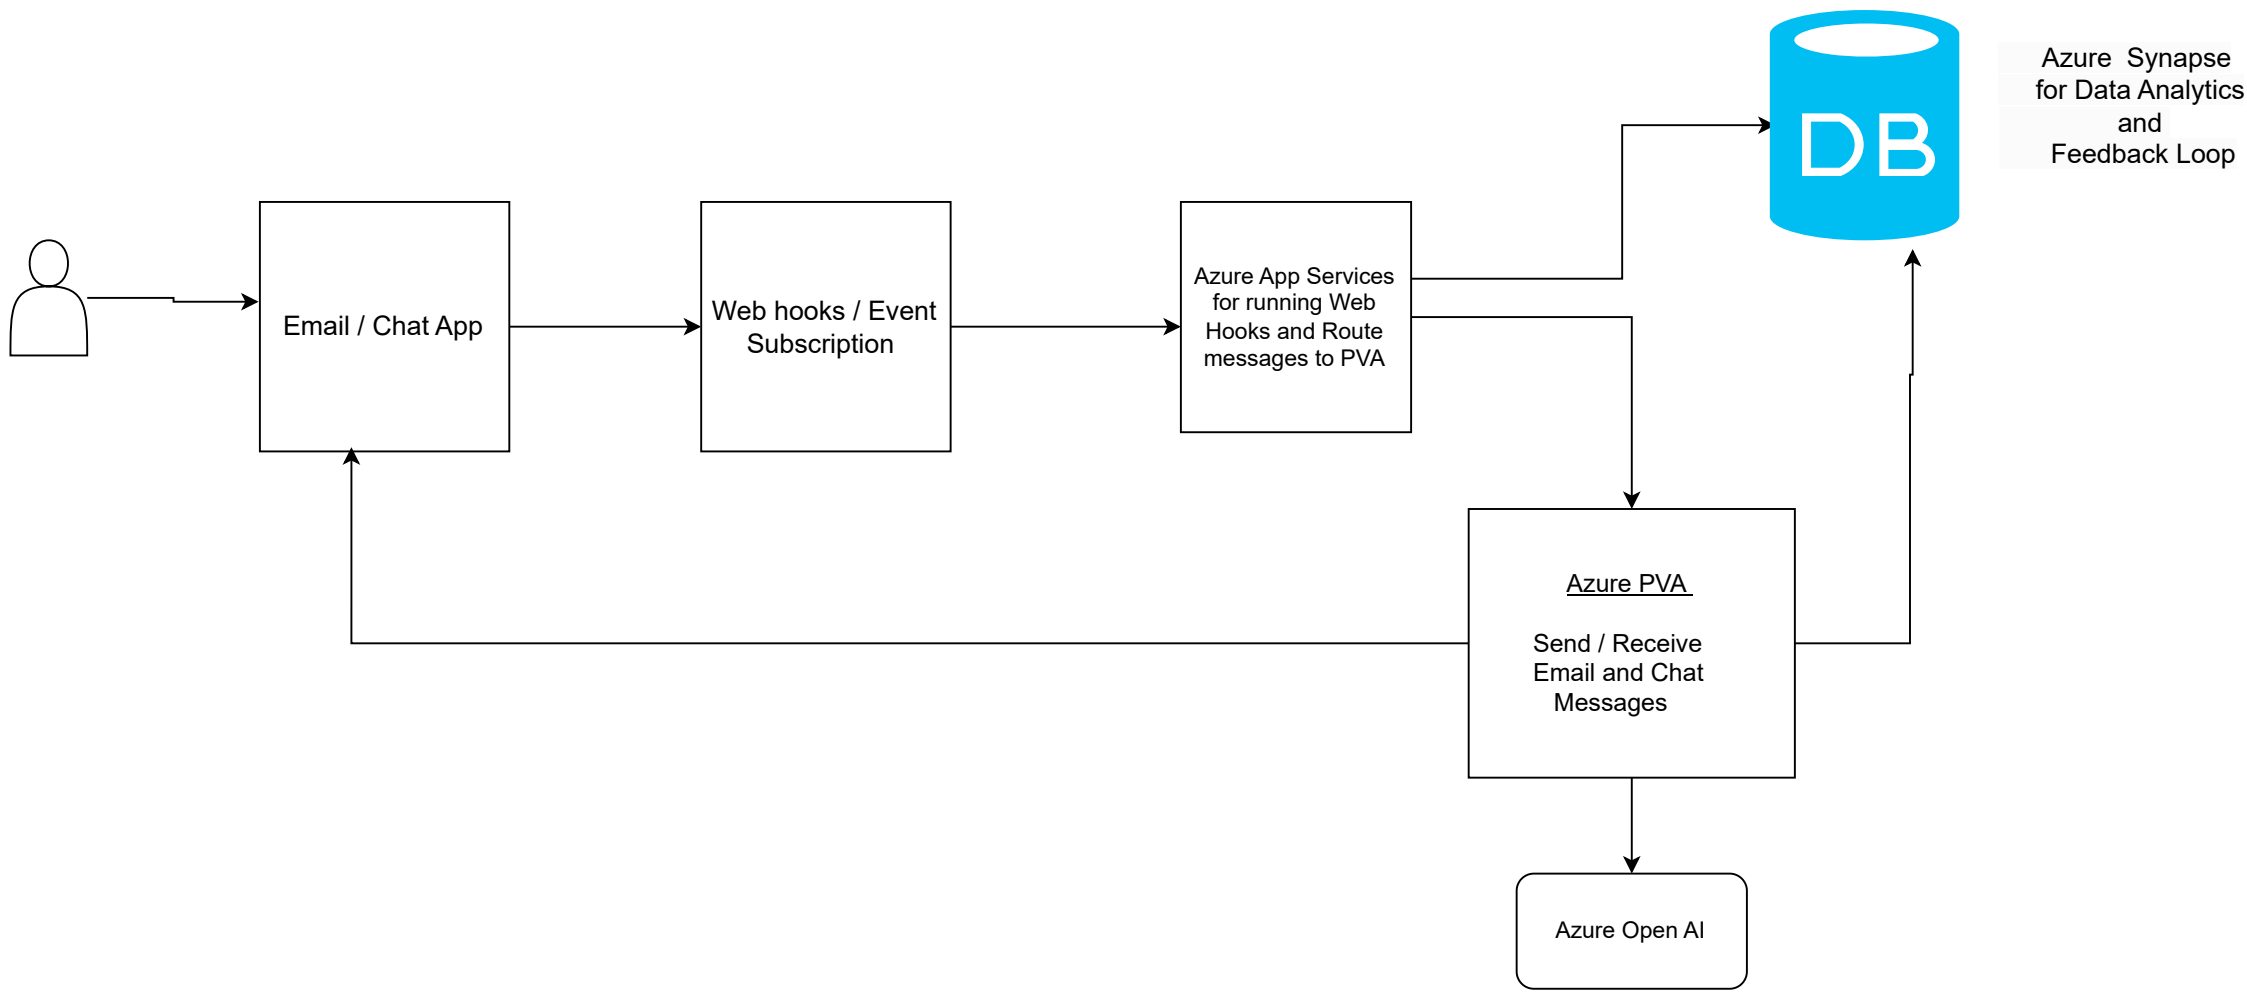 Azure  Synapse
for Data Analytics
and
Feedback Loop
DB
Email / Chat App
Web hooks / Event
Subscription
Azure App Services
for running Web
Hooks and Route
messages to PVA
Azure PVA
Send / Receive
Email and Chat
Messages
Azure Open AI